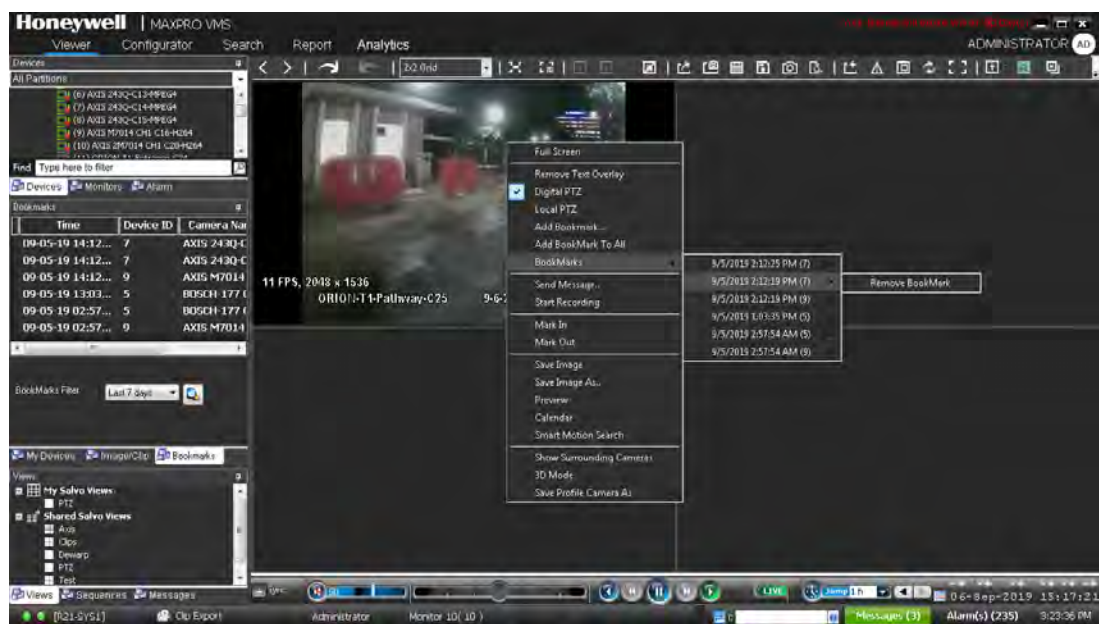 Honeywell | MAXPRO VMS
Viewer Configurator Search Report Analytics
ADMINISTRATOR AD
Devices
All Partitions
2x2 Grid
(6) AXIS 243Q-C13-MPEG4
(7) AXIS 243Q-C14-MPEG4
(8) AXIS 243Q-C15-MPEG4
(9) AXIS M7014 CH1 C16-H264
(10) AXIS 2M7014 CH1 C20-H264
Find Type here to filter
Devices Monitors Alarm
Bookmarks
Time Device ID Camera Nar
09-05-19 14:12... 7 AXIS 243Q-C
09-05-19 14:12... 7 AXIS 243Q-C
09-05-19 14:12... 9 AXIS M7014
09-05-19 13:03... 5 BOSCH-177 (
09-05-19 02:57... 5 BOSCH-177 (
09-05-19 02:57... 9 AXIS M7014
BookMarks Filter Last 7 days
My Devices Image/Clip Bookmarks
Views
My Salvo Views
PTZ
Shared Salvo Views
Axis
Clips
Dewarp
PTZ
Test
Views Sequences Messages
11 FPS, 2048 x 1536
ORION-T1-Pathway-C25 9-6-
Full Screen
Remove Text Overlay
Digital PTZ
Local PTZ
Add Bookmark...
Add BookMark To All
BookMarks
Send Message...
Start Recording
Mark In
Mark Out
Save Image
Save Image As..
Preview
Calendar
Smart Motion Search
Show Surrounding Cameras
3D Mode
Save Profile Camera As
9/5/2019 2:12:25 PM (7)
9/5/2019 2:12:19 PM (7)
9/5/2019 2:12:19 PM (9)
9/5/2019 1:03:35 PM (5)
9/5/2019 2:57:54 AM (5)
9/5/2019 2:57:54 AM (9)
Remove BookMark
sync LIVE Jump 1 h 06-Sep-2019 15:17:21
[R21-SYS1] Clip Export Administrator Monitor 10( 10 ) Messages (3) Alarm(s) (235) 9:23:36 PM